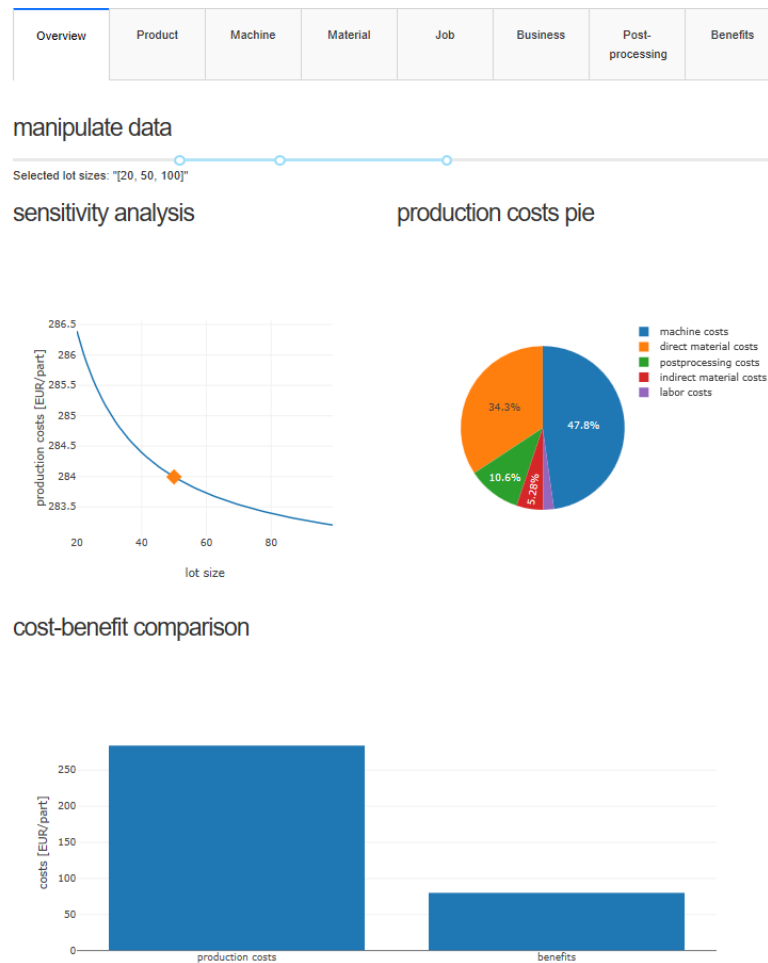 Overview
Product
Machine
Material
Job
Business
Post-
processing
Benefits
manipulate data
Selected lot sizes: "[20, 50, 100]"
sensitivity analysis
production costs [EUR/part]
286.5
286
285.5
285
284.5
284
283.5
20
40
60
80
lot size
production costs pie
47.8%
34.3%
10.6%
5.28%
machine costs
direct material costs
postprocessing costs
indirect material costs
labor costs
cost-benefit comparison
costs [EUR/part]
250
200
150
100
50
0
production costs
benefits